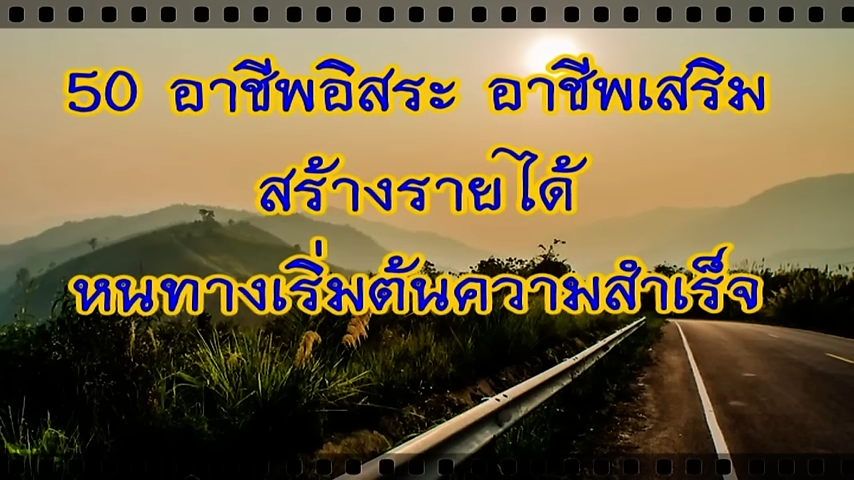 50 อาชีพอิสระ อาชีพเสริม
สร้างรายได้
หนทางเริ่มต้นความสำเร็จ